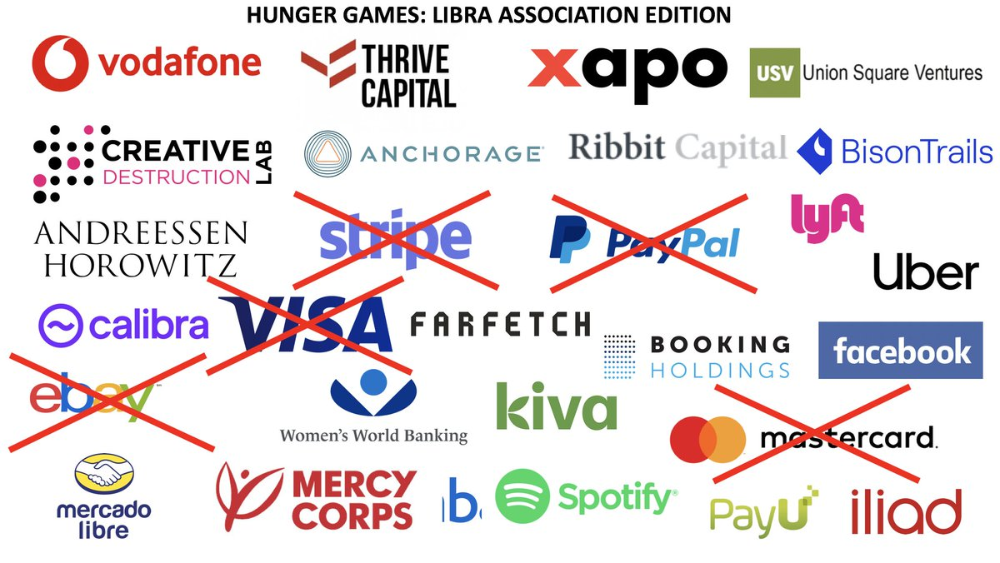 HUNGER GAMES: LIBRA ASSOCIATION EDITION
vodafone
THRIVE
CAPITAL
xapo
USV Union Square Ventures
CREATIVE
DESTRUCTION
LAB
ANCHORAGE
Ribbit Capital
BisonTrails
ANDREESSEN
HOROWITZ
stripe
PayPal
lyft
Uber
calibra
VISA
FARFETCH
BOOKING
HOLDINGS
facebook
ebay
Women's World Banking
kiva
mastercard.
mercado
libre
MERCY
CORPS
Spotify®
PayU
iliad